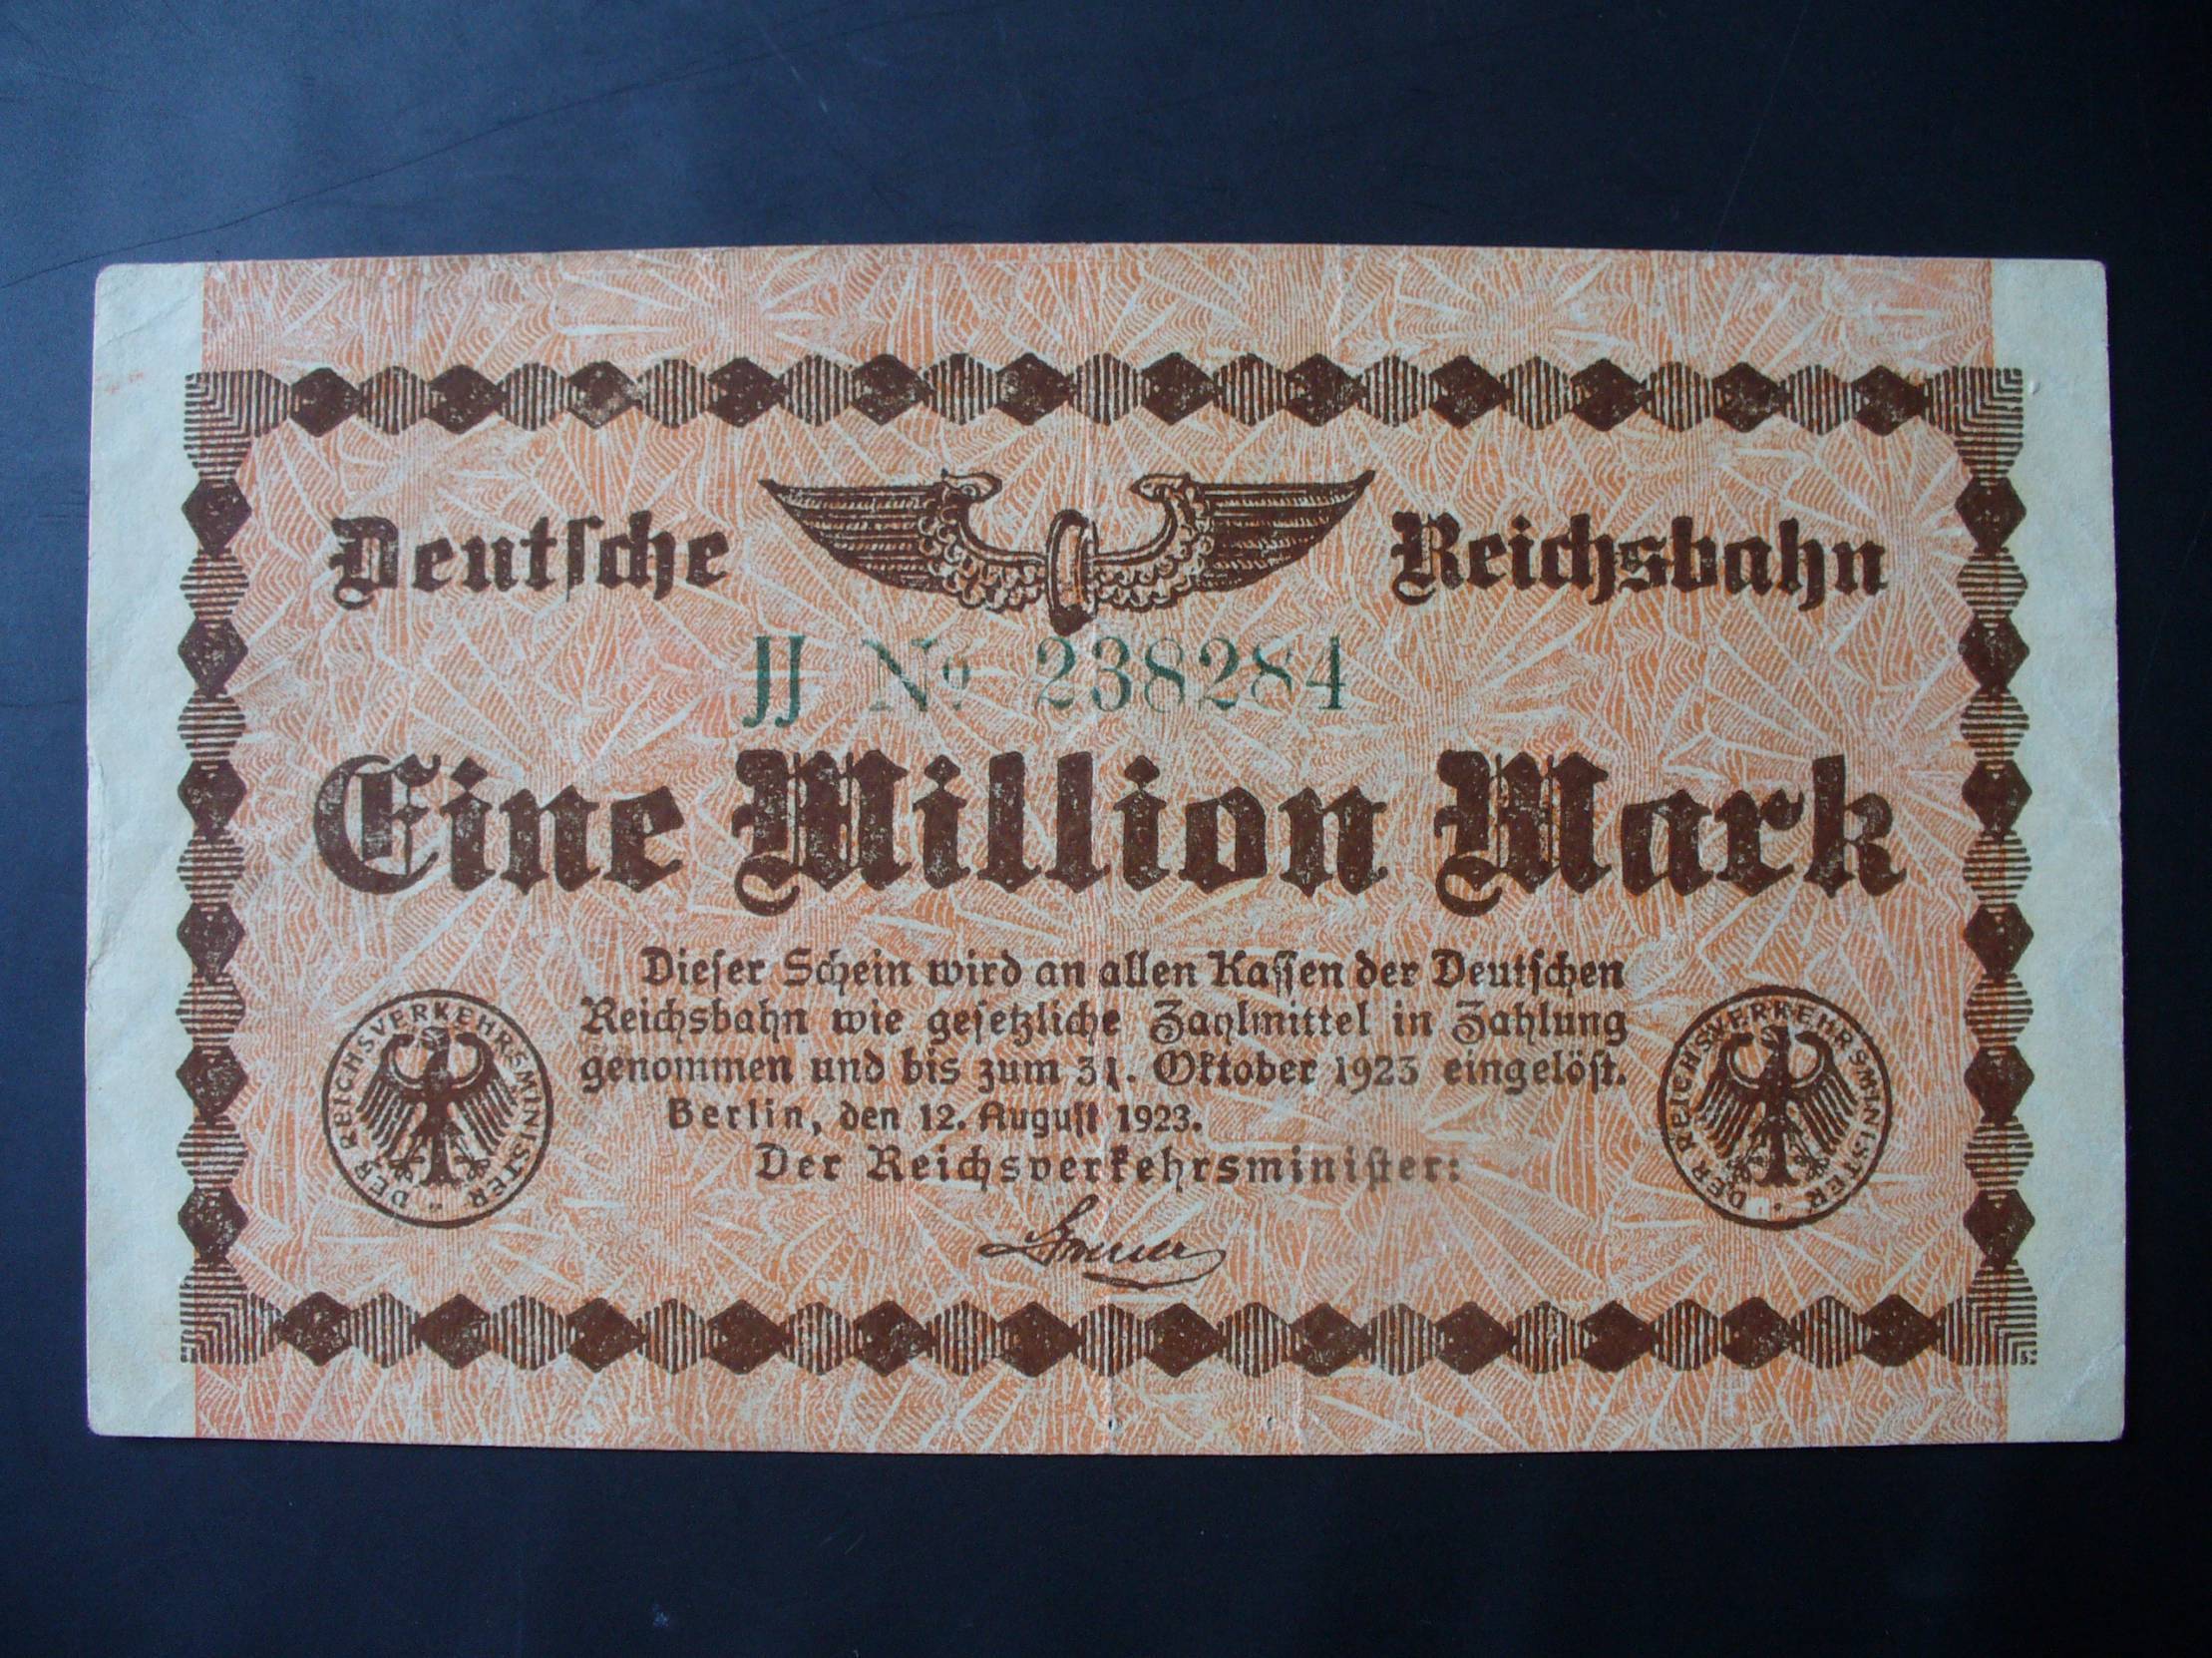 Deutsche Reichsbahn
JJ No 238284
Eine Million Mark
Dieser Schein wird an allen Kassen der Deutschen
Reichsbahn wie gesetzliche Zahlmittel in Zahlung
genommen und bis zum 31. Oktober 1923 eingelöst.
Berlin, den 12. August 1923.
Der Reichsverkehrsminister:
DER REICHSVERKEHRSMINISTER
DER REICHSVERKEHRSMINISTER